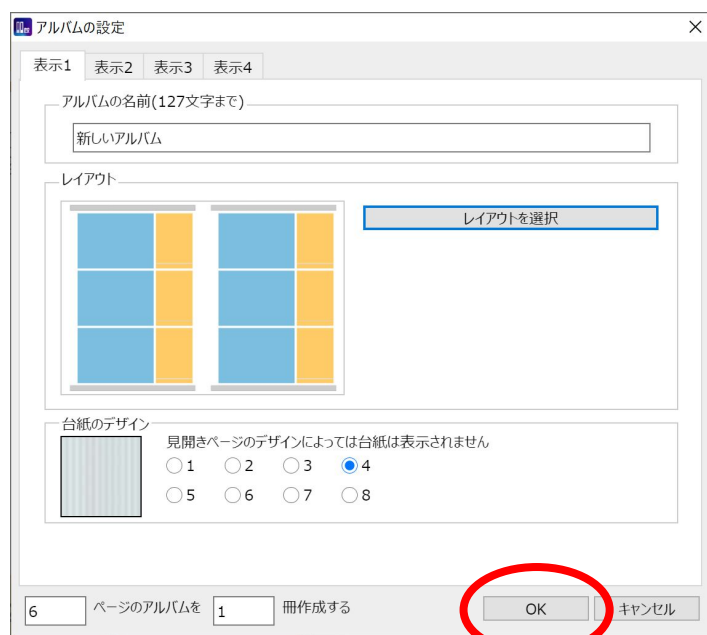 アルバムの設定
表示1 表示2 表示3 表示4
アルバムの名前(127文字まで)
新しいアルバム
レイアウト
レイアウトを選択
台紙のデザイン
見開きページのデザインによっては台紙は表示されません
1 2 3 4
5 6 7 8
6 ページのアルバムを 1 冊作成する OK キャンセル